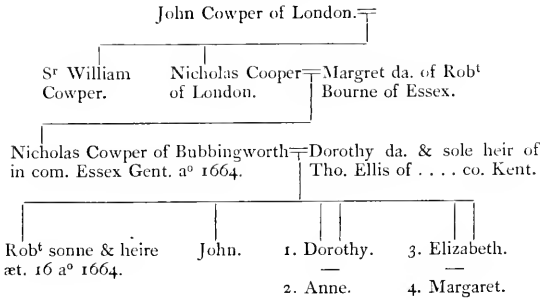 John Cowper of London.
Sʳ William
Cowper.
Nicholas Cooper
of London.
Margret da. of Robᵗ
Bourne of Essex.
Nicholas Cowper of Bubbingworth
in com. Essex Gent. aº 1664.
Dorothy da. & sole heir of
Tho. Ellis of . . . . co. Kent.
Robᵗ sonne & heire
æt. 16 aº 1664.
John.
1. Dorothy.
—
2. Anne.
3. Elizabeth.
—
4. Margaret.